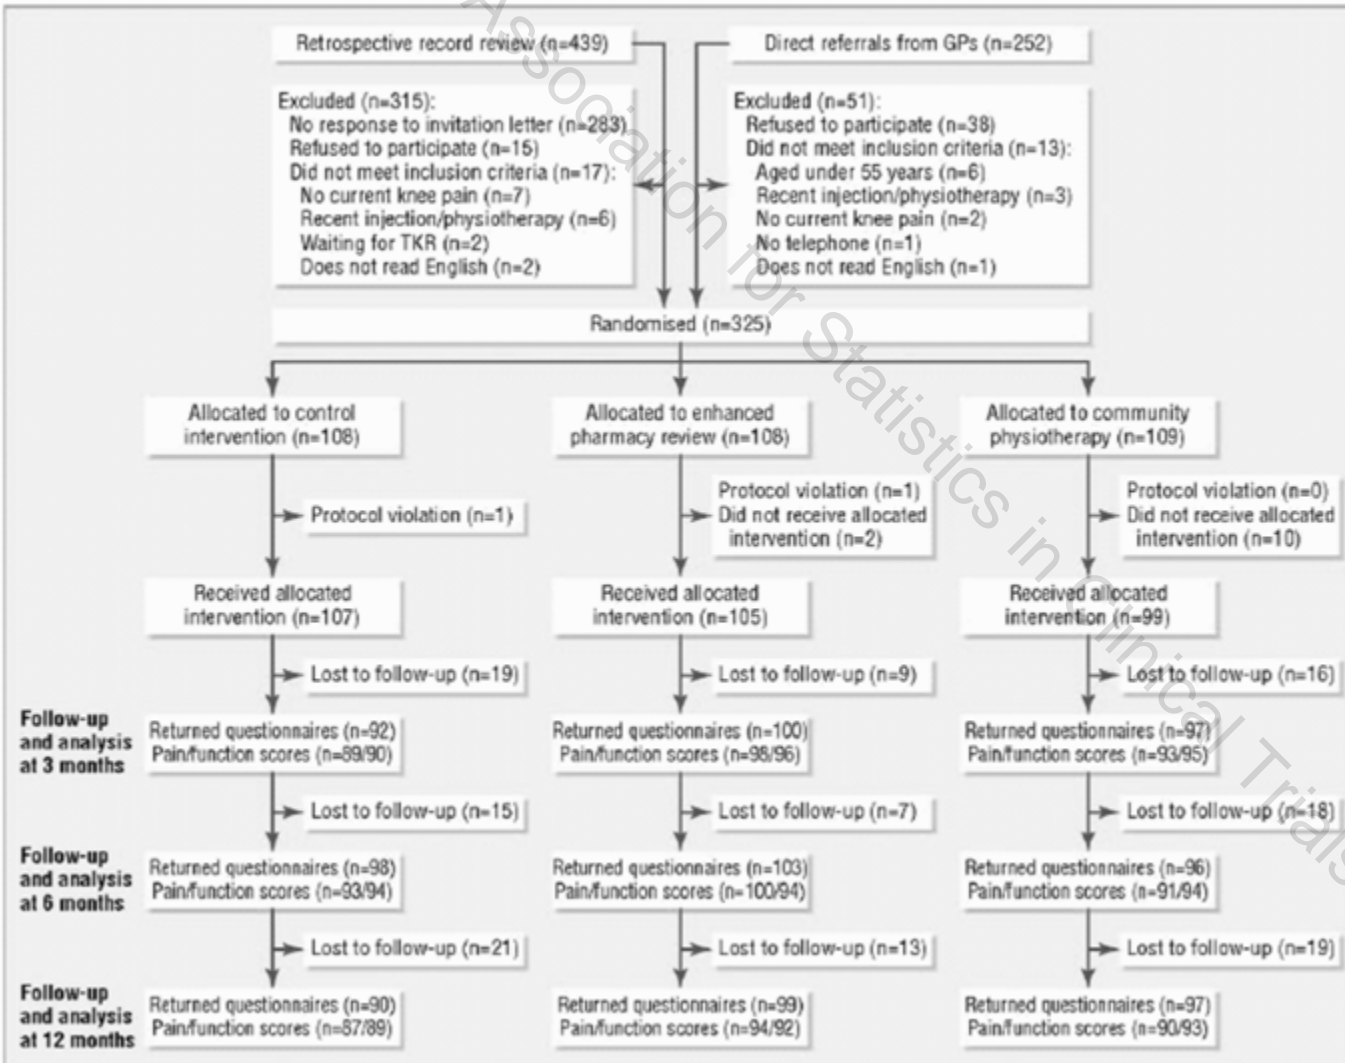 Retrospective record review (n=439)
Direct referrals from GPs (n=252)
Excluded (n=315):
No response to invitation letter (n=283)
Refused to participate (n=15)
Did not meet inclusion criteria (n=17):
No current knee pain (n=7)
Recent injection/physiotherapy (n=6)
Waiting for TKR (n=2)
Does not read English (n=2)
Excluded (n=51):
Refused to participate (n=38)
Did not meet inclusion criteria (n=13):
Aged under 55 years (n=6)
Recent injection/physiotherapy (n=3)
No current knee pain (n=2)
No telephone (n=1)
Does not read English (n=1)
Randomised (n=325)
Allocated to control
intervention (n=108)
Allocated to enhanced
pharmacy review (n=108)
Allocated to community
physiotherapy (n=109)
Protocol violation (n=1)
Protocol violation (n=1)
Did not receive allocated
intervention (n=2)
Protocol violation (n=0)
Did not receive allocated
intervention (n=10)
Received allocated
intervention (n=107)
Received allocated
intervention (n=105)
Received allocated
intervention (n=99)
Lost to follow-up (n=19)
Lost to follow-up (n=9)
Lost to follow-up (n=16)
Follow-up
and analysis
at 3 months
Returned questionnaires (n=92)
Pain/function scores (n=89/90)
Returned questionnaires (n=100)
Pain/function scores (n=98/96)
Returned questionnaires (n=97)
Pain/function scores (n=93/95)
Lost to follow-up (n=15)
Lost to follow-up (n=7)
Lost to follow-up (n=18)
Follow-up
and analysis
at 6 months
Returned questionnaires (n=98)
Pain/function scores (n=93/94)
Returned questionnaires (n=103)
Pain/function scores (n=100/94)
Returned questionnaires (n=96)
Pain/function scores (n=91/94)
Lost to follow-up (n=21)
Lost to follow-up (n=13)
Lost to follow-up (n=19)
Follow-up
and analysis
at 12 months
Returned questionnaires (n=90)
Pain/function scores (n=87/89)
Returned questionnaires (n=99)
Pain/function scores (n=94/92)
Returned questionnaires (n=97)
Pain/function scores (n=90/93)
Association for Statistics in Clinical Trials